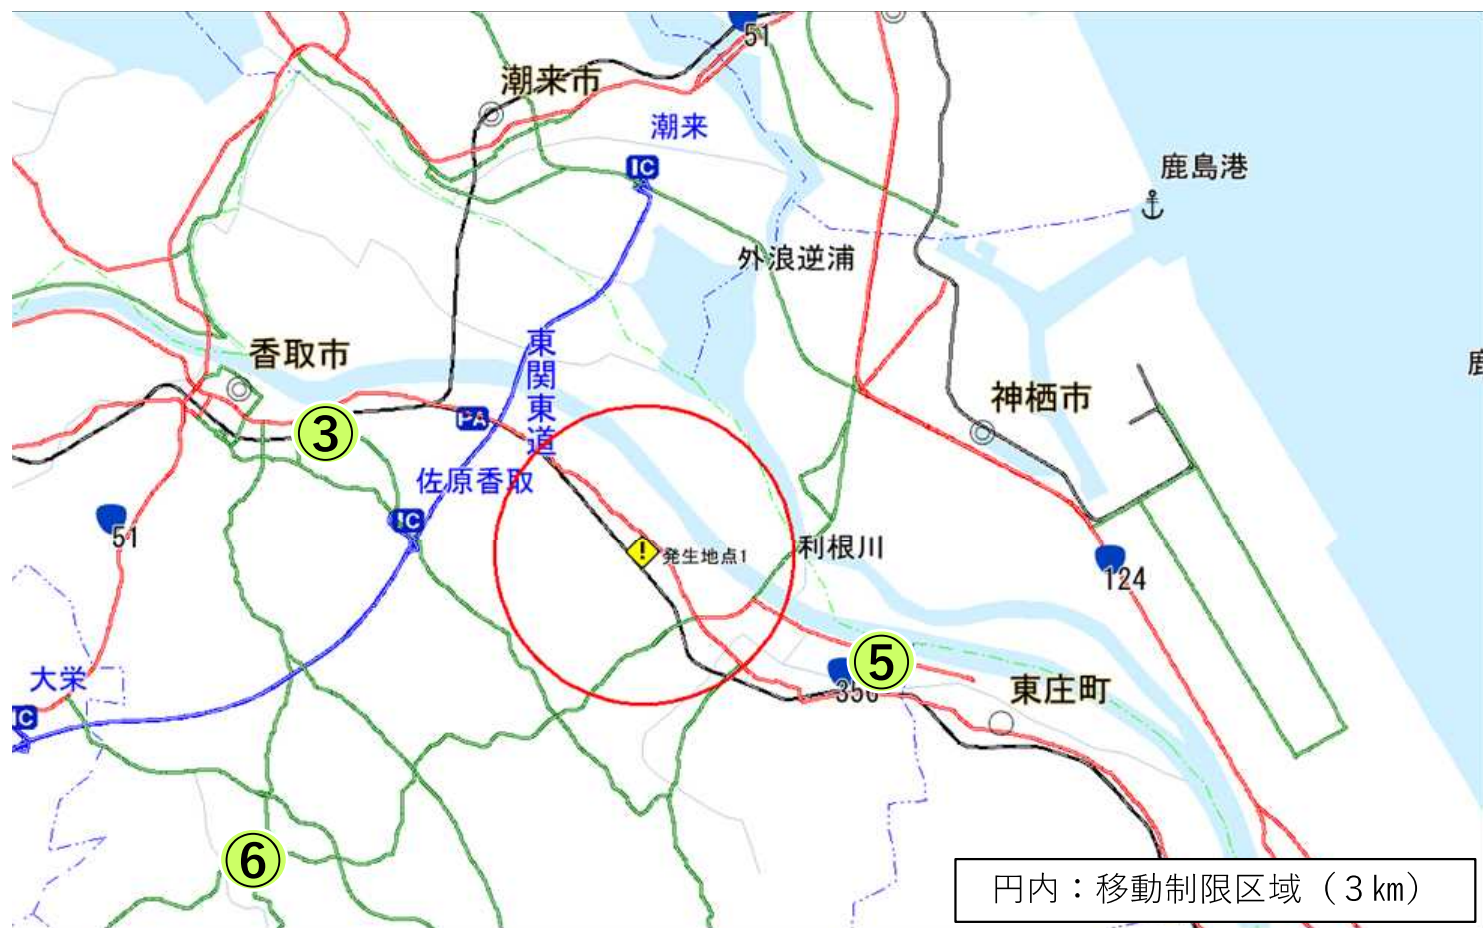 51
潮来市
潮来
IC
鹿島港
外浪逆浦
東関東道
香取市
神栖市
③
PA
佐原香取
IC
51
発生地点1
利根川
124
⑤
大栄
356
東庄町
IC
⑥
円内：移動制限区域（３㎞）